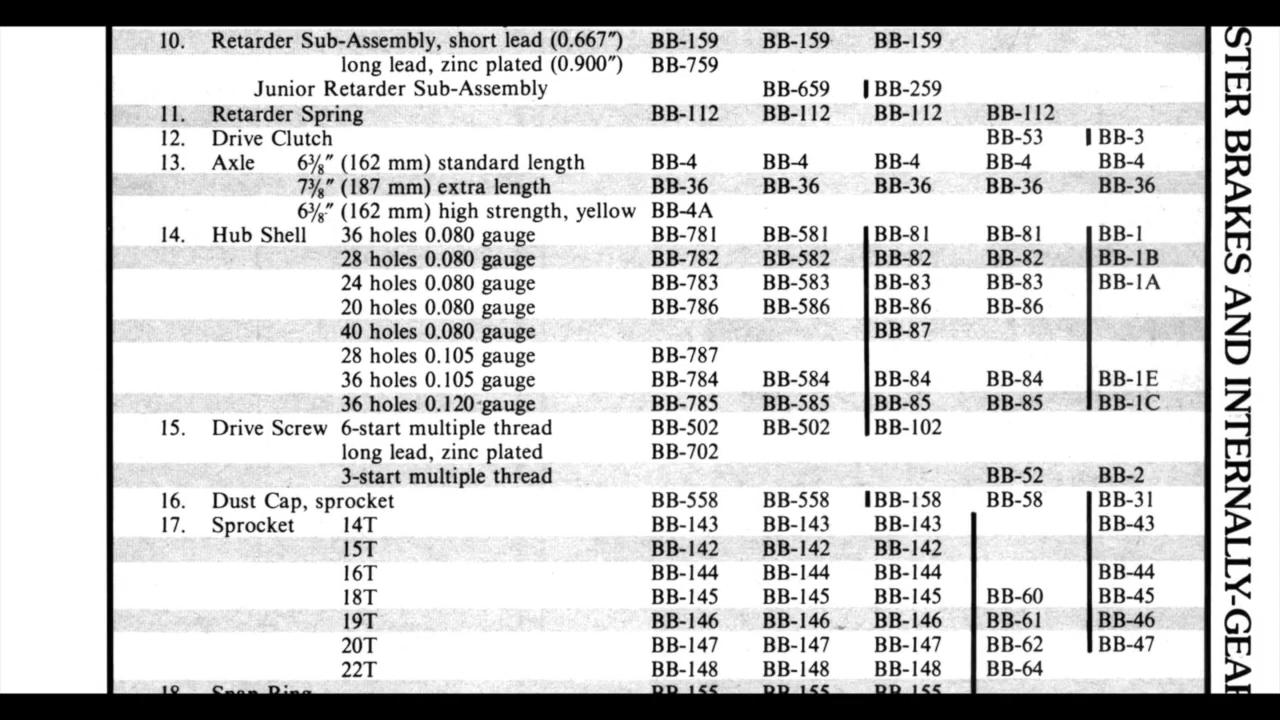 10. Retarder Sub-Assembly, short lead (0.667″) BB-159 BB-159 BB-159
long lead, zinc plated (0.900″) BB-759
Junior Retarder Sub-Assembly BB-659 BB-259
11. Retarder Spring BB-112 BB-112 BB-112 BB-112
12. Drive Clutch BB-53 BB-3
13. Axle 6⅜″ (162 mm) standard length BB-4 BB-4 BB-4 BB-4 BB-4
7⅜″ (187 mm) extra length BB-36 BB-36 BB-36 BB-36 BB-36
6⅜″ (162 mm) high strength, yellow BB-4A
14. Hub Shell 36 holes 0.080 gauge BB-781 BB-581 BB-81 BB-81 BB-1
28 holes 0.080 gauge BB-782 BB-582 BB-82 BB-82 BB-1B
24 holes 0.080 gauge BB-783 BB-583 BB-83 BB-83 BB-1A
20 holes 0.080 gauge BB-786 BB-586 BB-86 BB-86
40 holes 0.080 gauge BB-87
28 holes 0.105 gauge BB-787
36 holes 0.105 gauge BB-784 BB-584 BB-84 BB-84 BB-1E
36 holes 0.120 gauge BB-785 BB-585 BB-85 BB-85 BB-1C
15. Drive Screw 6-start multiple thread BB-502 BB-502 BB-102
long lead, zinc plated BB-702
3-start multiple thread BB-52 BB-2
16. Dust Cap, sprocket BB-558 BB-558 BB-158 BB-58 BB-31
17. Sprocket 14T BB-143 BB-143 BB-143 BB-43
15T BB-142 BB-142 BB-142
16T BB-144 BB-144 BB-144 BB-44
18T BB-145 BB-145 BB-145 BB-60 BB-45
19T BB-146 BB-146 BB-146 BB-61 BB-46
20T BB-147 BB-147 BB-147 BB-62 BB-47
22T BB-148 BB-148 BB-148 BB-64
18. Snap Ring BB-155 BB-155 BB-155
STER BRAKES AND INTERNALLY-GEA